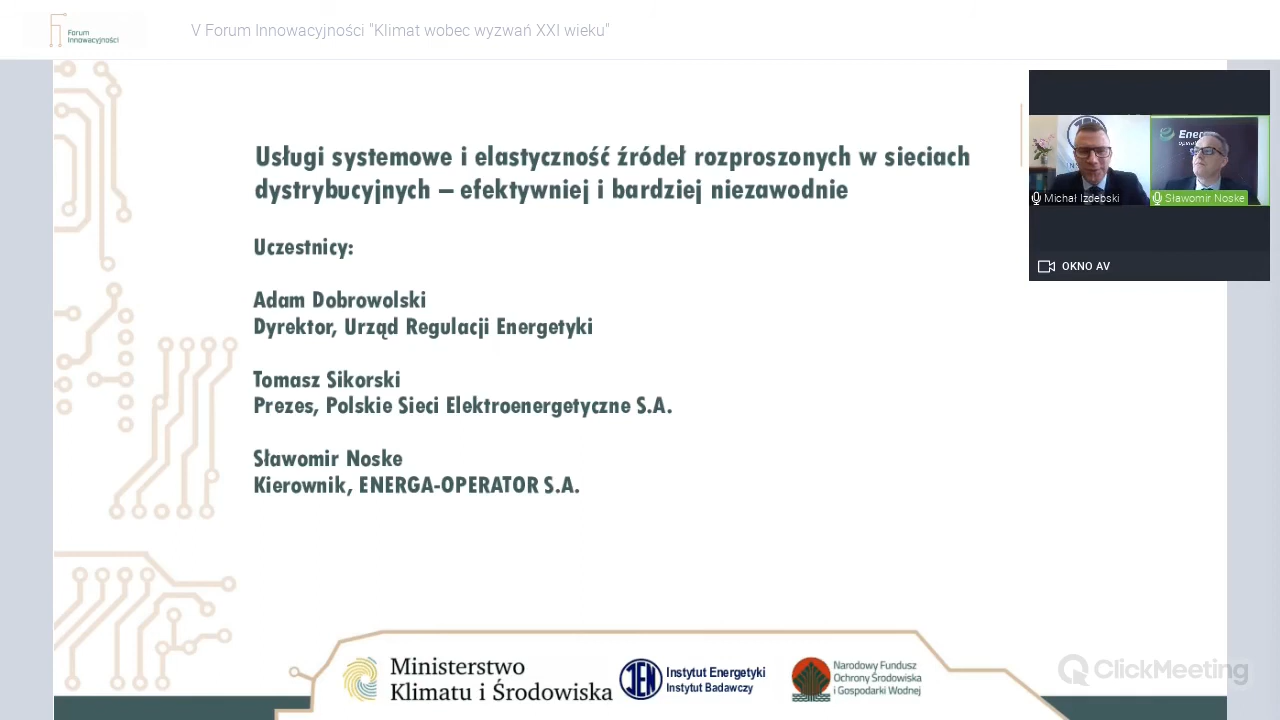 Forum
Innowacyjności
V Forum Innowacyjności "Klimat wobec wyzwań XXI wieku"
Usługi systemowe i elastyczność źródeł rozproszonych w sieciach
dystrybucyjnych – efektywniej i bardziej niezawodnie
Uczestnicy:
Adam Dobrowolski
Dyrektor, Urząd Regulacji Energetyki
Tomasz Sikorski
Prezes, Polskie Sieci Elektroenergetyczne S.A.
Sławomir Noske
Kierownik, ENERGA-OPERATOR S.A.
Michał Izdebski
Sławomir Noske
OKNO AV
Ministerstwo
Klimatu i Środowiska
IEN
Instytut Energetyki
Instytut Badawczy
Narodowy Fundusz
Ochrony Środowiska
i Gospodarki Wodnej
ClickMeeting